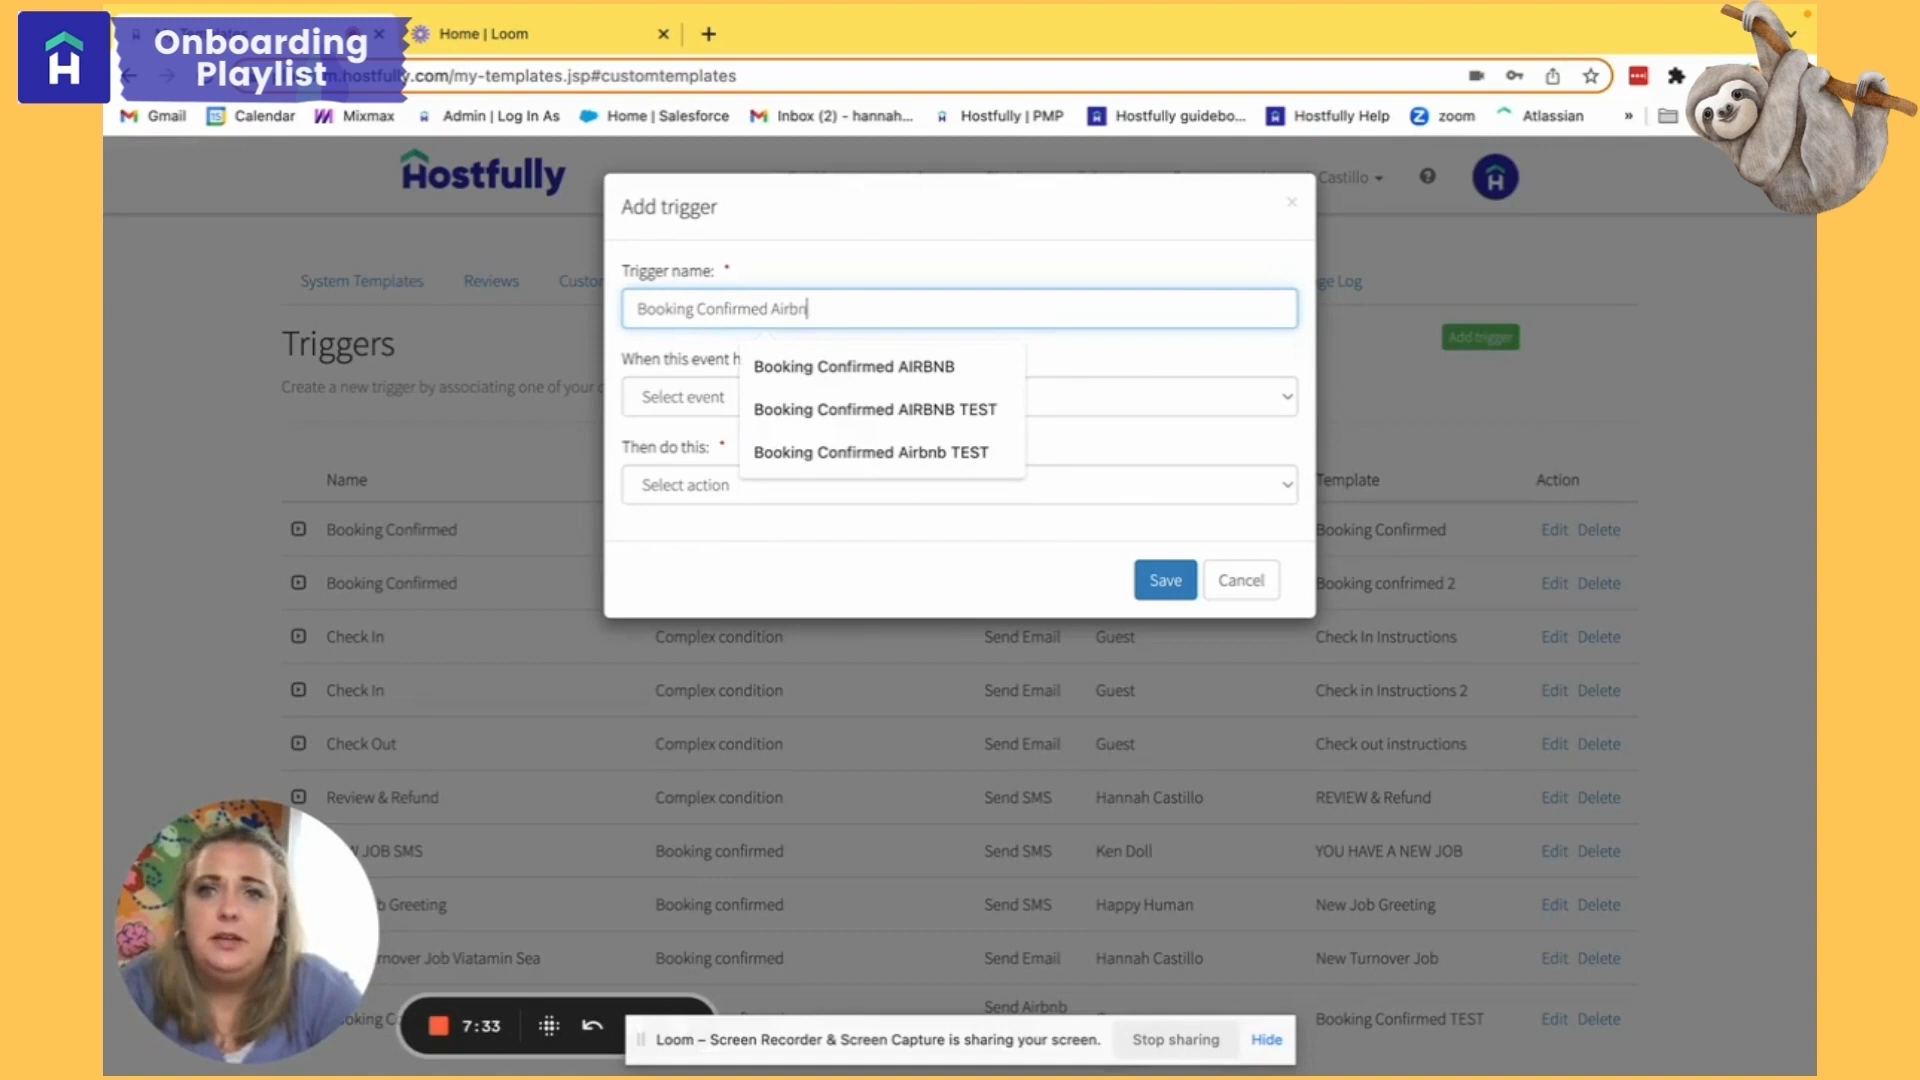 Onboarding
Playlist
Home | Loom
.hostfully.com/my-templates.jsp#customtemplates
Gmail
Calendar
Mixmax
Admin | Log In As
Home | Salesforce
Inbox (2) - hannah...
Hostfully | PMP
Hostfully guidebo...
Hostfully Help
zoom
Atlassian
»
Hostfully
Castillo
System Templates
Reviews
Custo
ge Log
Triggers
Add trigger
Create a new trigger by associating one of your
Add trigger
Trigger name: *
Booking Confirmed Airbn
When this event h
Select event
Booking Confirmed AIRBNB
Booking Confirmed AIRBNB TEST
Booking Confirmed Airbnb TEST
Then do this: *
Select action
Save
Cancel
Name Template Action
Booking Confirmed Booking Confirmed Edit Delete
Booking Confirmed Booking confrimed 2 Edit Delete
Check In Complex condition Send Email Guest Check In Instructions Edit Delete
Check In Complex condition Send Email Guest Check in Instructions 2 Edit Delete
Check Out Complex condition Send Email Guest Check out instructions Edit Delete
Review & Refund Complex condition Send SMS Hannah Castillo REVIEW & Refund Edit Delete
JOB SMS Booking confirmed Send SMS Ken Doll YOU HAVE A NEW JOB Edit Delete
b Greeting Booking confirmed Send SMS Happy Human New Job Greeting Edit Delete
rnover Job Viatamin Sea Booking confirmed Send Email Hannah Castillo New Turnover Job Edit Delete
Send Airbnb
oking C Booking Confirmed TEST Edit Delete
7:33
Loom – Screen Recorder & Screen Capture is sharing your screen.
Stop sharing
Hide